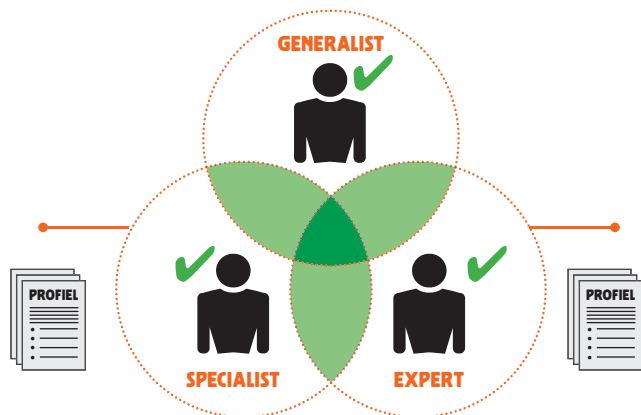 GENERALIST
PROFIEL
PROFIEL
SPECIALIST
EXPERT